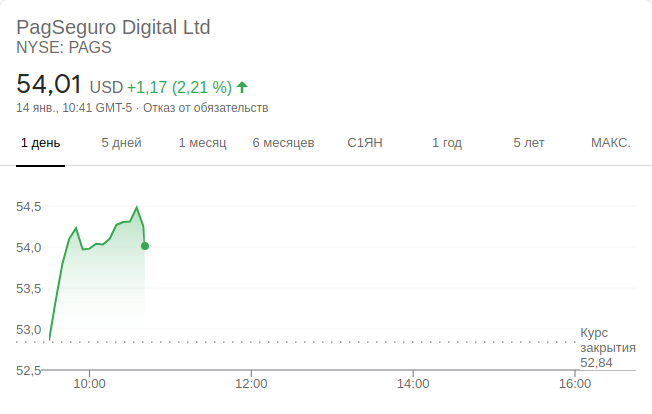 PagSeguro Digital Ltd
NYSE: PAGS
54,01 USD +1,17 (2,21 %)
14 янв., 10:41 GMT-5 · Отказ от обязательств
1 день 5 дней 1 месяц 6 месяцев С1ЯН 1 год 5 лет МАКС.
54,5
54,0
53,5
53,0
Курс
закрытия
52,84
52,5
10:00 12:00 14:00 16:00